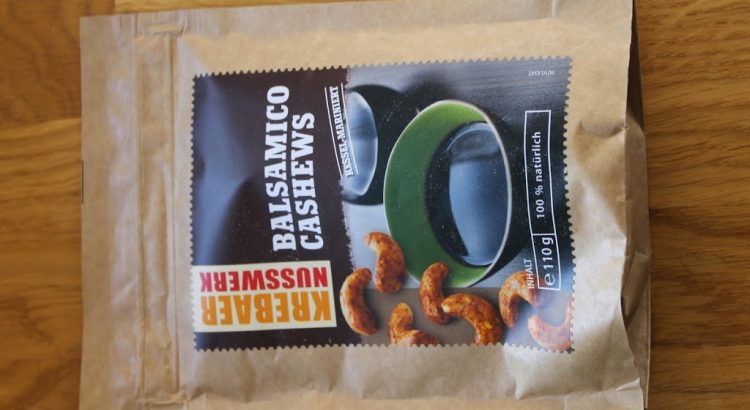 KREBAER
NUSSWERK
BALSAMICO
CASHEWS
KESSEL-MARINIERT
INHALT
℮ 110 g
100 % natürlich